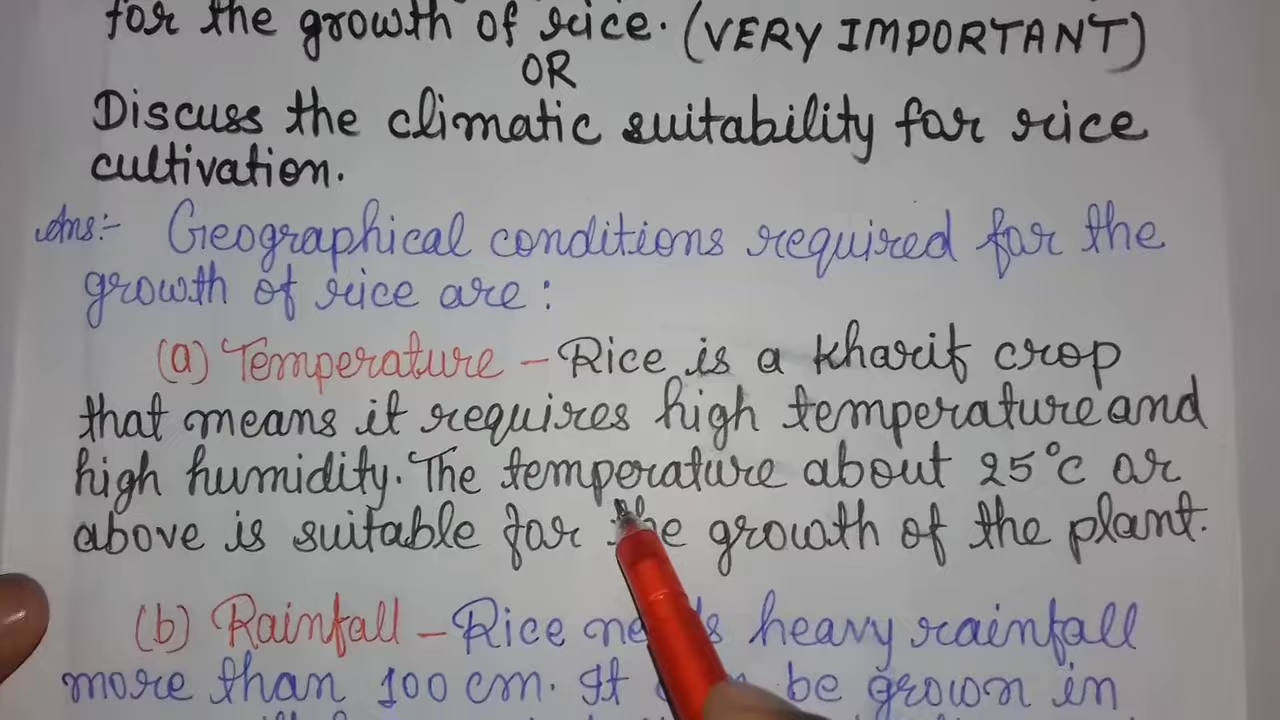 for the growth of rice. (VERY IMPORTANT)
OR
Discuss the climatic suitability for rice
cultivation.
Ans:- Geographical conditions required for the
growth of rice are:
(a) Temperature - Rice is a kharif crop
that means it requires high temperature and
high humidity. The temperature about 25°C or
above is suitable for the growth of the plant.
(b) Rainfall - Rice needs heavy rainfall
more than 100 cm. It can be grown in